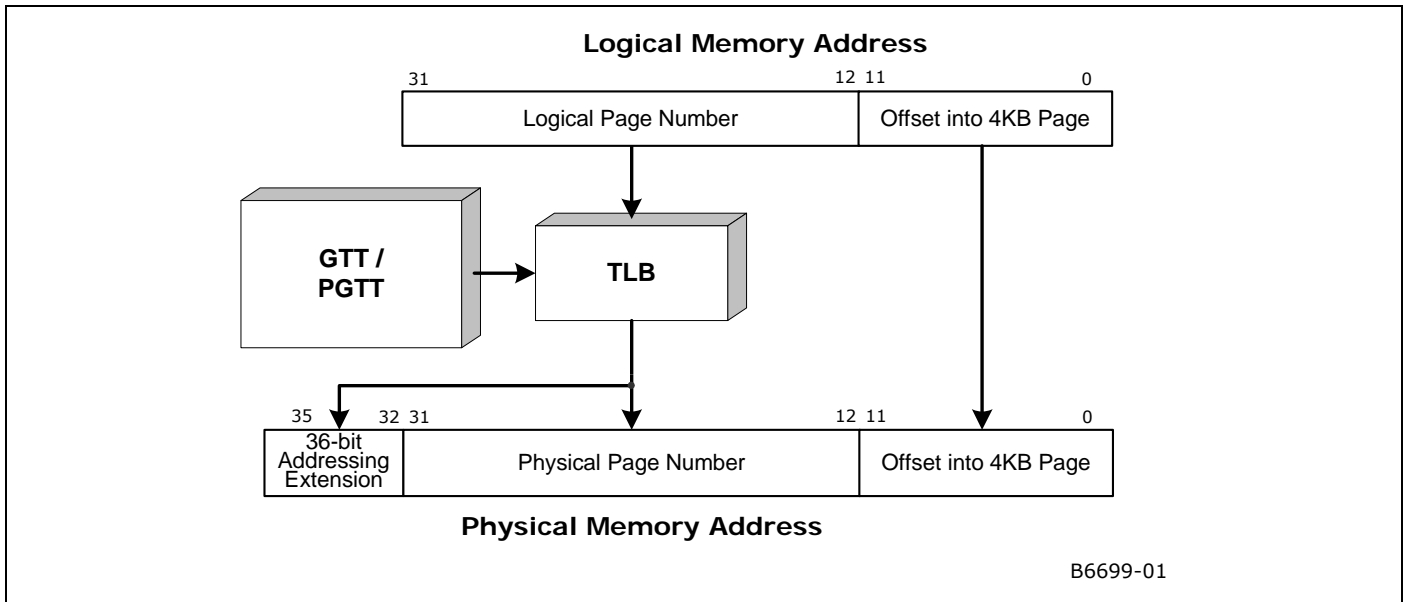 Logical Memory Address
31 12 11 0
Logical Page Number Offset into 4KB Page
GTT /
PGTT
TLB
35 32 31 12 11 0
36-bit
Addressing
Extension
Physical Page Number Offset into 4KB Page
Physical Memory Address
B6699-01